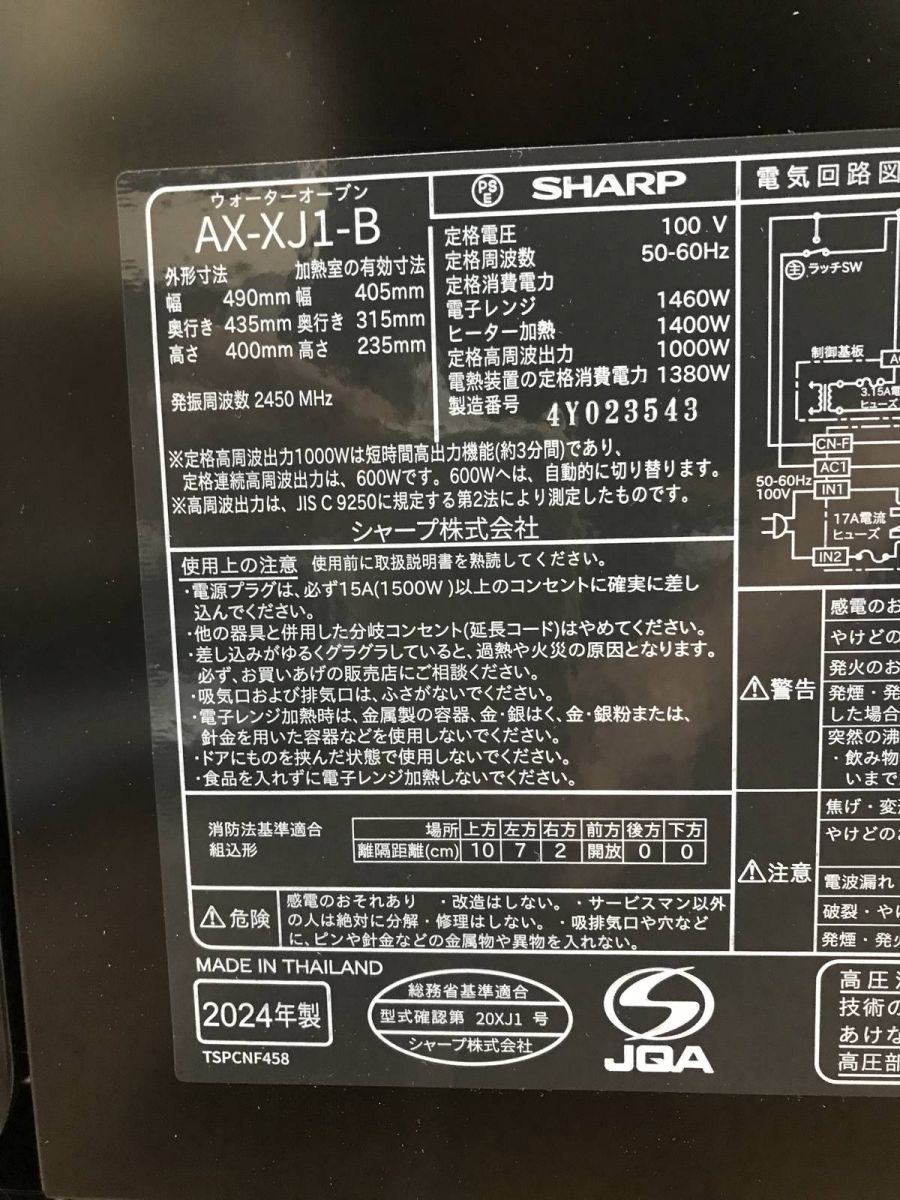 ウォーターオーブン
AX-XJ1-B
外形寸法 加熱室の有効寸法
幅 490mm 幅 405mm
奥行き 435mm 奥行き 315mm
高さ 400mm 高さ 235mm
発振周波数 2450 MHz
PS
E
SHARP
定格電圧 100 V
定格周波数 50-60Hz
定格消費電力
電子レンジ 1460W
ヒーター加熱 1400W
定格高周波出力 1000W
電熱装置の定格消費電力 1380W
製造番号 4Y023543
※定格高周波出力1000Wは短時間高出力機能(約3分間)であり、
定格連続高周波出力は、600Wです。600Wへは、自動的に切り替ります。
※高周波出力は、JIS C 9250に規定する第2法により測定したものです。
シャープ株式会社
使用上の注意 使用前に取扱説明書を熟読してください。
・電源プラグは、必ず15A(1500W)以上のコンセントに確実に差し
込んでください。
・他の器具と併用した分岐コンセント(延長コード)はやめてください。
・差し込みがゆるくグラグラしていると、過熱や火災の原因となります。
必ず、お買いあげの販売店にご相談ください。
・吸気口および排気口は、ふさがないでください。
・電子レンジ加熱時は、金属製の容器、金・銀はく、金・銀粉または、
針金を用いた容器などを使用しないでください。
・ドアにものを挟んだ状態で使用しないでください。
・食品を入れずに電子レンジ加熱しないでください。
消防法基準適合
組込形
場所 上方 左方 右方 前方 後方 下方
離隔距離(cm) 10 7 2 開放 0 0
⚠危険
感電のおそれあり ・改造はしない。・サービスマン以外
の人は絶対に分解・修理はしない。・吸排気口や穴など
に、ピンや針金などの金属物や異物を入れない。
MADE IN THAILAND
2024年製
TSPCNF458
総務省基準適合
型式確認第 20XJ1 号
シャープ株式会社
JQA
電気回路図
主 ラッチSW
制御基板
3.15A電
ヒューズ
CN-F
AC1
50-60Hz
100V
IN1
17A電流
ヒューズ
IN2
⚠警告
感電のお
やけどの
発火のお
発煙・発
した場合
突然の沸
・飲み物
いまで
⚠注意
焦げ・変形
やけどの
電波漏れ
破裂・や
発煙・発火
高圧
技術の
あけな
高圧部